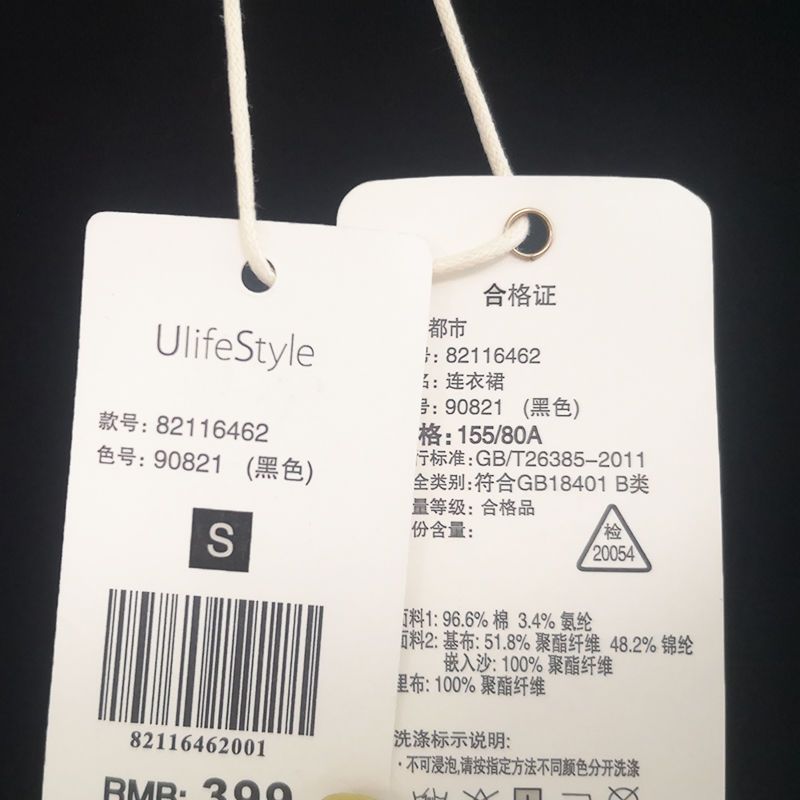 UlifeStyle
款号: 82116462
色号: 90821 (黑色)
S
82116462001
RMB: 399
合格证
都市
号: 82116462
名: 连衣裙
号: 90821 (黑色)
格: 155/80A
行标准: GB/T26385-2011
全类别: 符合GB18401 B类
量等级: 合格品
份含量:
检
20054
面料1: 96.6% 棉 3.4% 氨纶
面料2: 基布: 51.8% 聚酯纤维 48.2% 锦纶
嵌入沙: 100% 聚酯纤维
里布: 100% 聚酯纤维
洗涤标示说明:
·不可浸泡,请按指定方法不同颜色分开洗涤